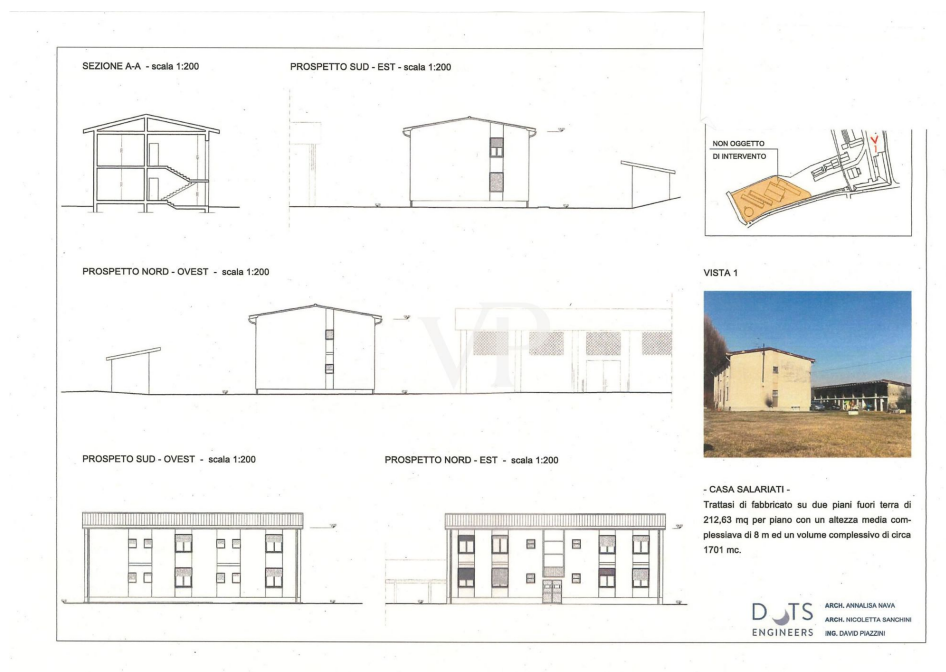 SEZIONE A-A - scala 1:200
PROSPETTO SUD - EST - scala 1:200
NON OGGETTO
DI INTERVENTO
PROSPETTO NORD - OVEST - scala 1:200
VISTA 1
VP
PROSPETO SUD - OVEST - scala 1:200
PROSPETTO NORD - EST - scala 1:200
- CASA SALARIATI -
Trattasi di fabbricato su due piani fuori terra di
212,63 mq per piano con un altezza media com-
plessiava di 8 m ed un volume complessivo di circa
1701 mc.
DOTS
ENGINEERS
ARCH. ANNALISA NAVA
ARCH. NICOLETTA SANCHINI
ING. DAVID PIAZZINI